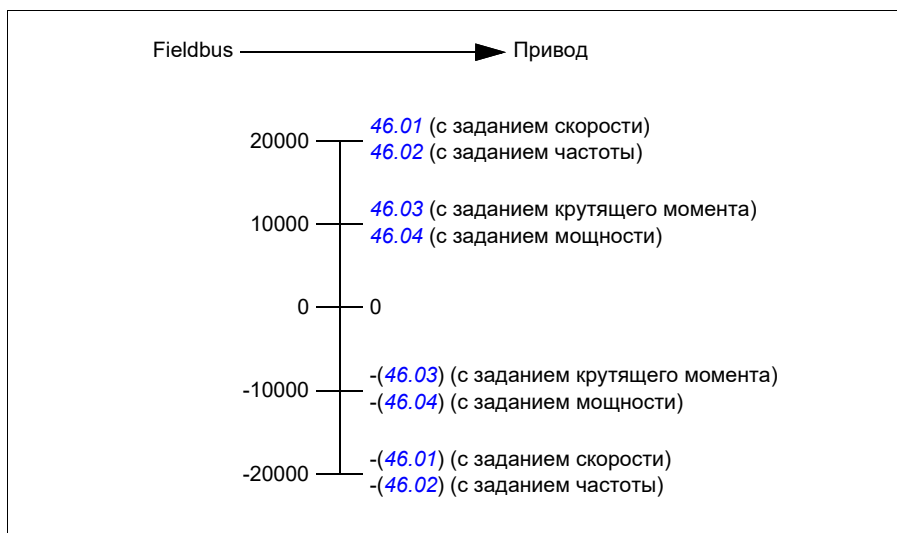 Fieldbus Привод
20000
46.01 (с заданием скорости)
46.02 (с заданием частоты)
10000
46.03 (с заданием крутящего момента)
46.04 (с заданием мощности)
0 0
-10000
-(46.03) (с заданием крутящего момента)
-(46.04) (с заданием мощности)
-20000
-(46.01) (с заданием скорости)
-(46.02) (с заданием частоты)